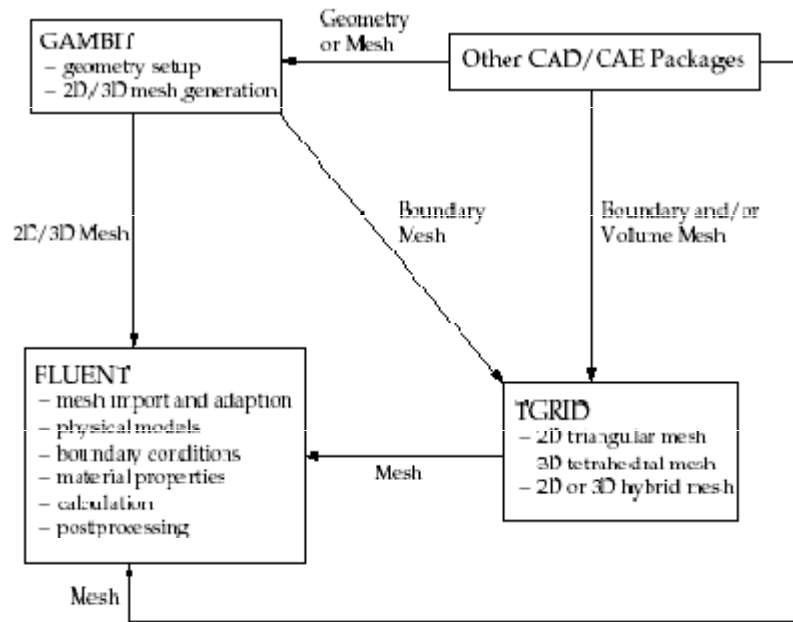 Geometry
or Mesh
GAMBIT
– geometry setup
– 2D/3D mesh generation
Other CAD/CAE Packages
2D/3D Mesh
Boundary
Mesh
Boundary and/or
Volume Mesh
FLUENT
– mesh import and adaption
– physical models
– boundary conditions
– material properties
– calculation
– postprocessing
Mesh
TGRID
– 2D triangular mesh
3D tetrahedral mesh
– 2D or 3D hybrid mesh
Mesh